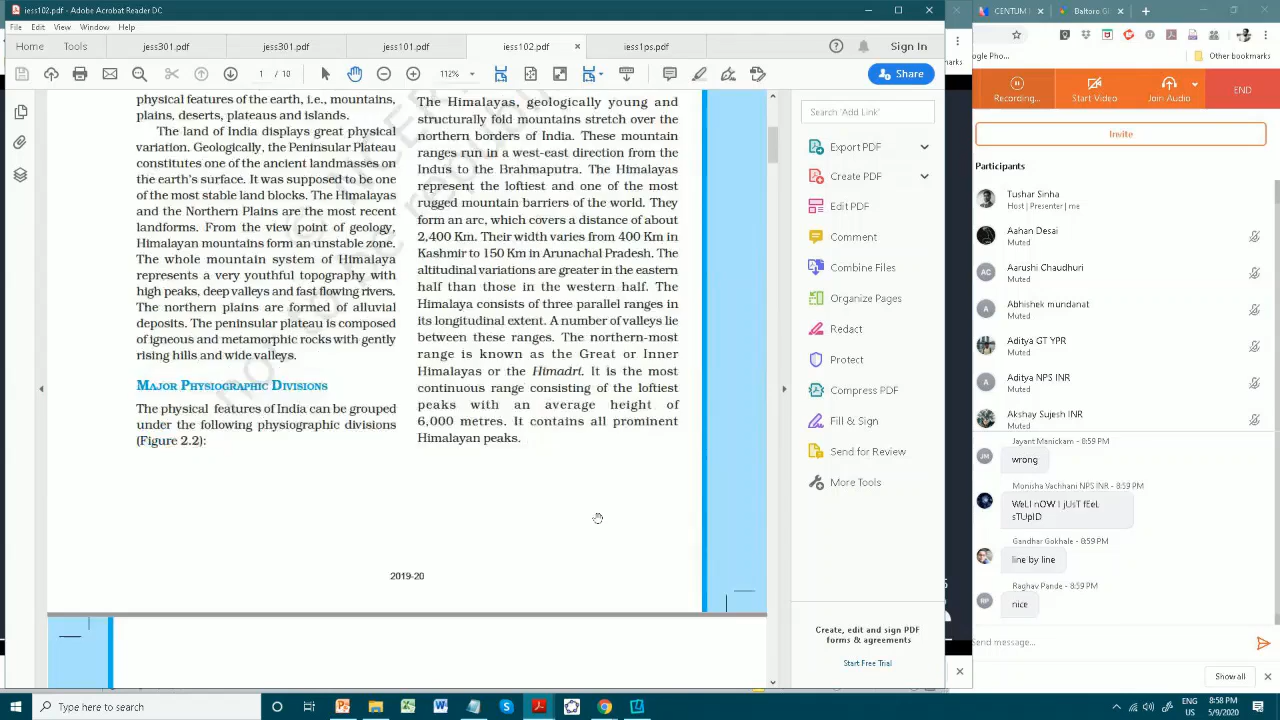 iess102.pdf - Adobe Acrobat Reader DC
File Edit View Window Help
Home Tools jess301.pdf jess301.pdf jess101.pdf iess102.pdf iess1ps.pdf Sign In
1 10 112% Share
physical features of the earth, i.e., mountains,
plains, deserts, plateaus and islands.
The land of India displays great physical
variation. Geologically, the Peninsular Plateau
constitutes one of the ancient landmasses on
the earth's surface. It was supposed to be one
of the most stable land blocks. The Himalayas
and the Northern Plains are the most recent
landforms. From the view point of geology,
Himalayan mountains form an unstable zone.
The whole mountain system of Himalaya
represents a very youthful topography with
high peaks, deep valleys and fast flowing rivers.
The northern plains are formed of alluvial
deposits. The peninsular plateau is composed
of igneous and metamorphic rocks with gently
rising hills and wide valleys.
MAJOR PHYSIOGRAPHIC DIVISIONS
The physical features of India can be grouped
under the following physiographic divisions
(Figure 2.2):
The Himalayas, geologically young and
structurally fold mountains stretch over the
northern borders of India. These mountain
ranges run in a west-east direction from the
Indus to the Brahmaputra. The Himalayas
represent the loftiest and one of the most
rugged mountain barriers of the world. They
form an arc, which covers a distance of about
2,400 Km. Their width varies from 400 Km in
Kashmir to 150 Km in Arunachal Pradesh. The
altitudinal variations are greater in the eastern
half than those in the western half. The
Himalaya consists of three parallel ranges in
its longitudinal extent. A number of valleys lie
between these ranges. The northern-most
range is known as the Great or Inner
Himalayas or the Himadri. It is the most
continuous range consisting of the loftiest
peaks with an average height of
6,000 metres. It contains all prominent
Himalayan peaks.
2019-20
Search 'Add Link'
Export PDF
Create PDF
Edit PDF
Comment
Combine Files
Organize Pages
Redact
Protect
Compress PDF
Fill & Sign
Send for Review
More Tools
Create, edit and sign PDF
forms & agreements
Start Free Trial
CENTUM
Baltoro Gl
ogle Pho...
Other bookmarks
Recording... Start Video Join Audio END
Invite
Participants
Tushar Sinha
Host | Presenter | me
Aahan Desai
Muted
AC Aarushi Chaudhuri
Muted
A Abhishek mundanat
Muted
Aditya GT YPR
Muted
A Aditya NPS INR
Muted
Akshay Sujesh INR
Muted
Jayant Manickam - 8:59 PM
JM wrong
Monisha Vachhani NPS INR - 8:59 PM
WeLl nOW I jUsT fEeL
sTUpID
Gandhar Gokhale - 8:59 PM
line by line
Raghav Pande - 8:59 PM
RP nice
Send message...
Show all
Type here to search
ENG
US
8:58 PM
5/9/2020